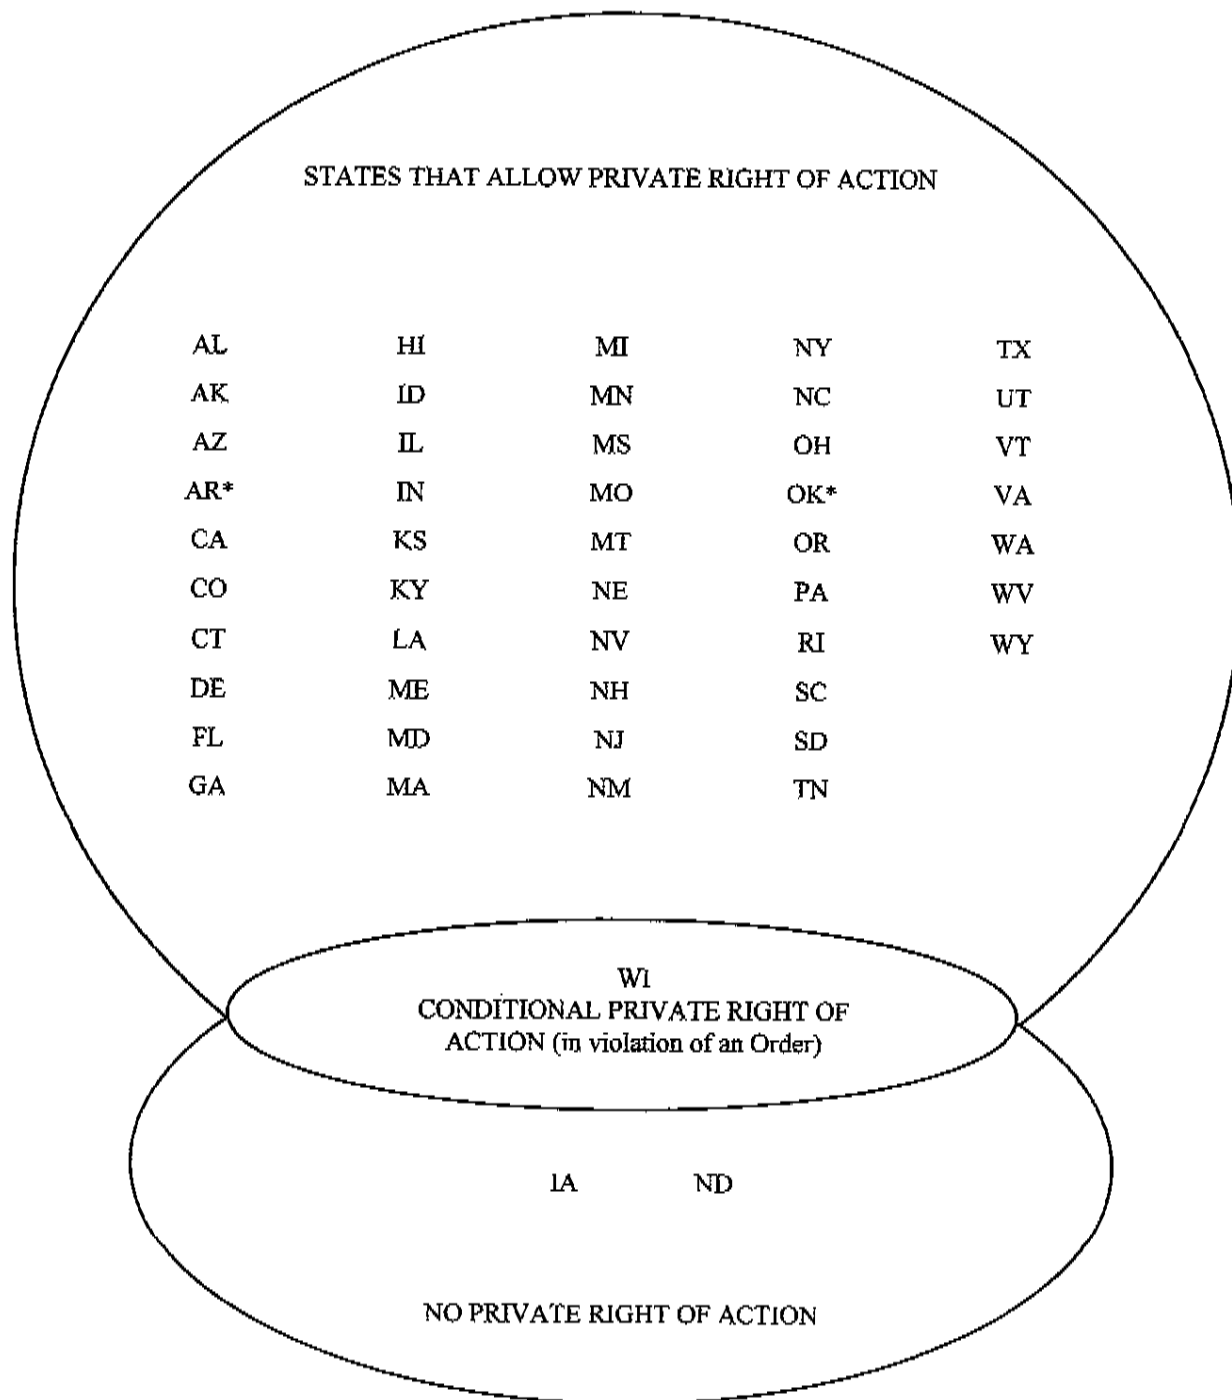 STATES THAT ALLOW PRIVATE RIGHT OF ACTION
AL HI MI NY TX
AK ID MN NC UT
AZ IL MS OH VT
AR* IN MO OK* VA
CA KS MT OR WA
CO KY NE PA WV
CT LA NV RI WY
DE ME NH SC
FL MD NJ SD
GA MA NM TN
WI
CONDITIONAL PRIVATE RIGHT OF
ACTION (in violation of an Order)
IA ND
NO PRIVATE RIGHT OF ACTION